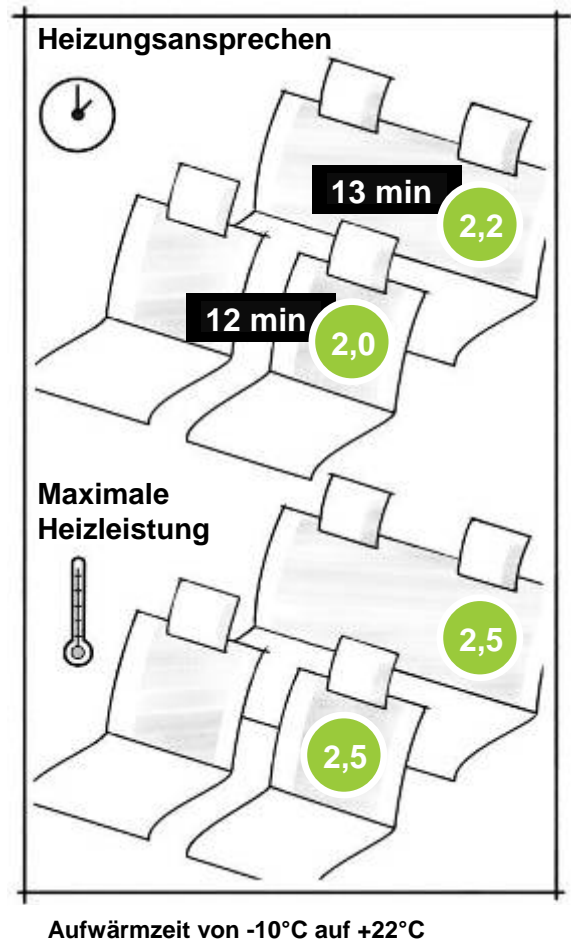 Heizungsansprechen
13 min
2,2
12 min
2,0
Maximale
Heizleistung
2,5
2,5
Aufwärmzeit von -10°C auf +22°C